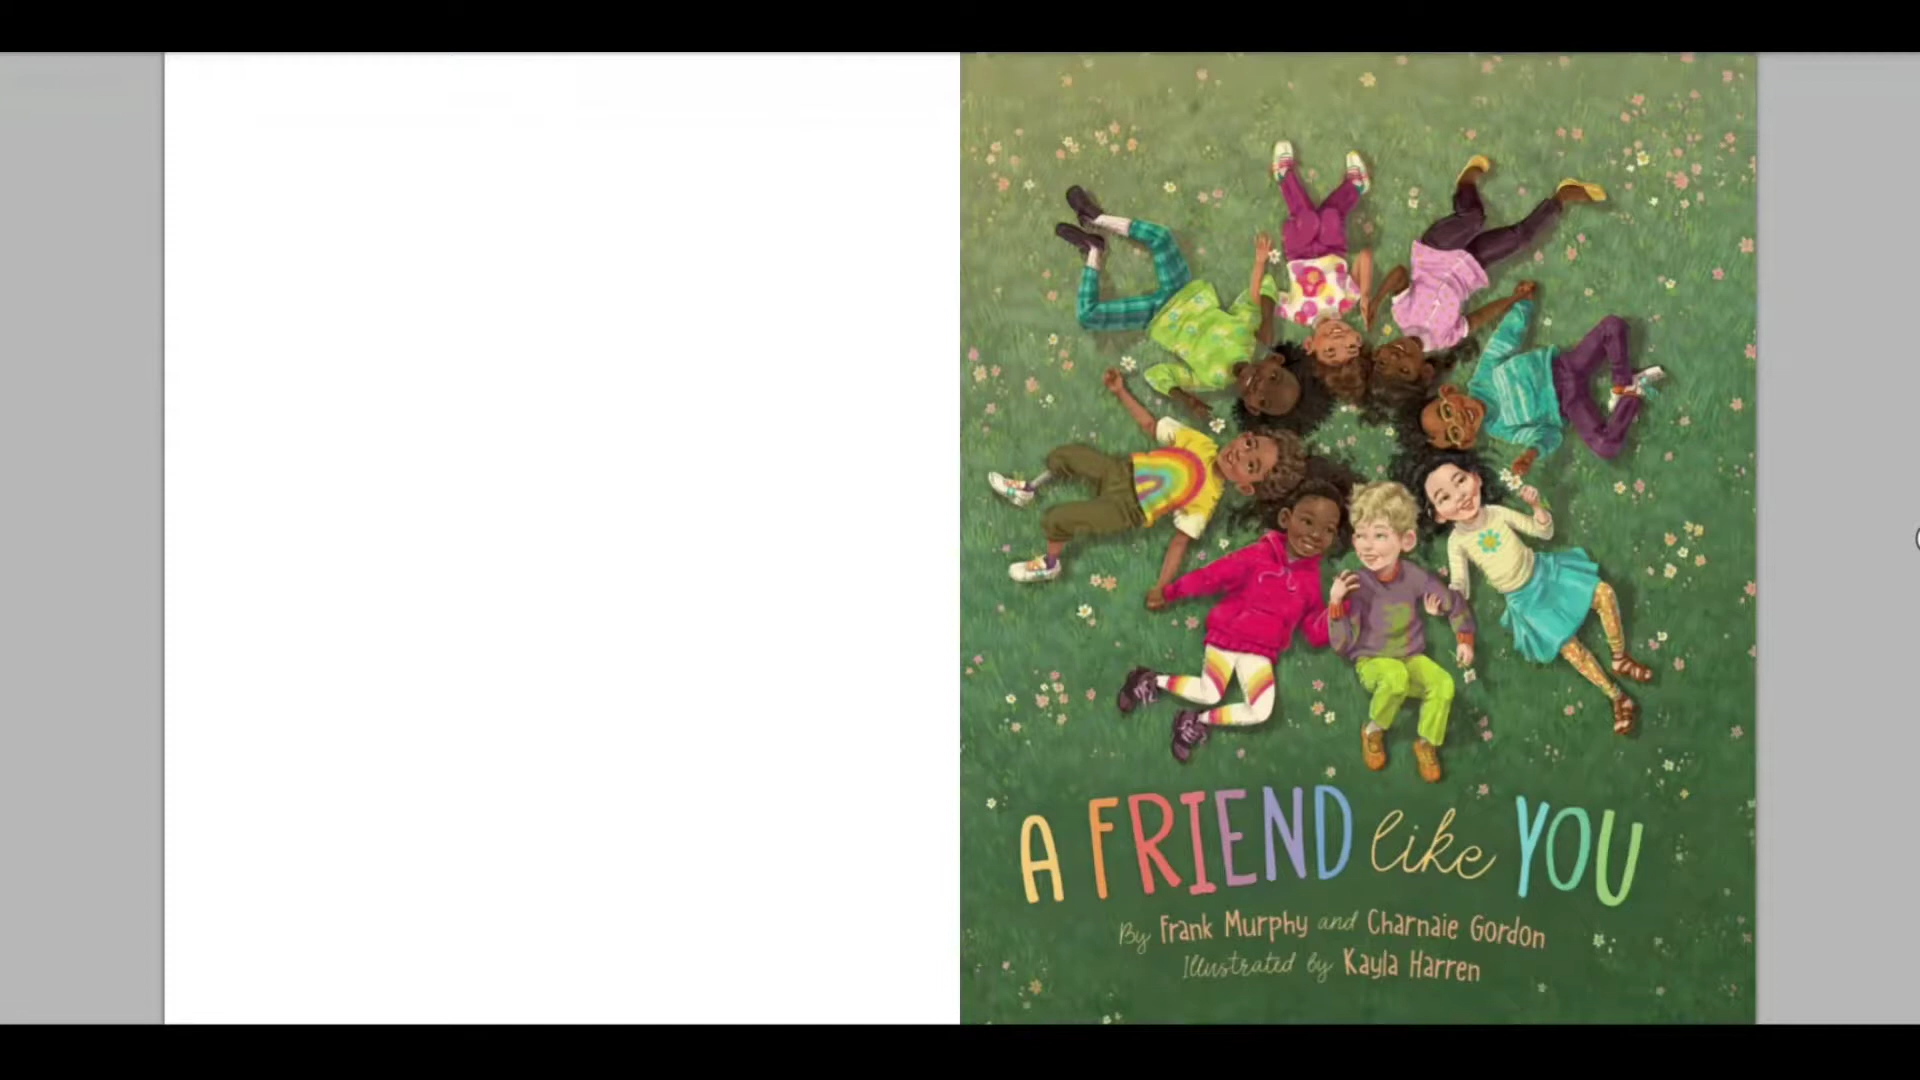 A FRIEND like YOU
By Frank Murphy and Charnaie Gordon
Illustrated by Kayla Harren